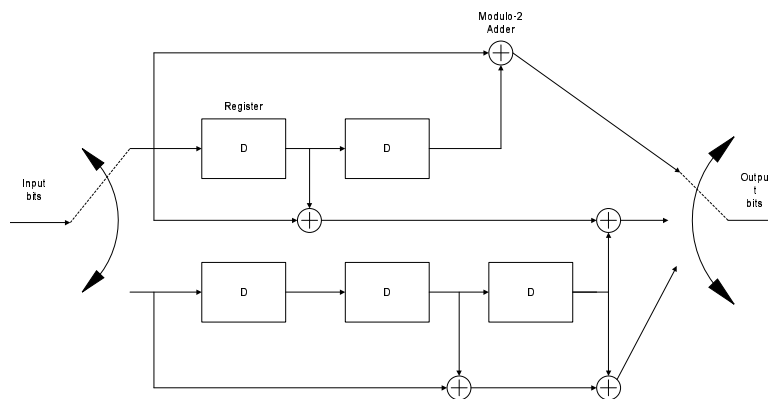 Modulo-2
Adder
Register
D
D
Input
bits
Outpu
t
bits
D
D
D